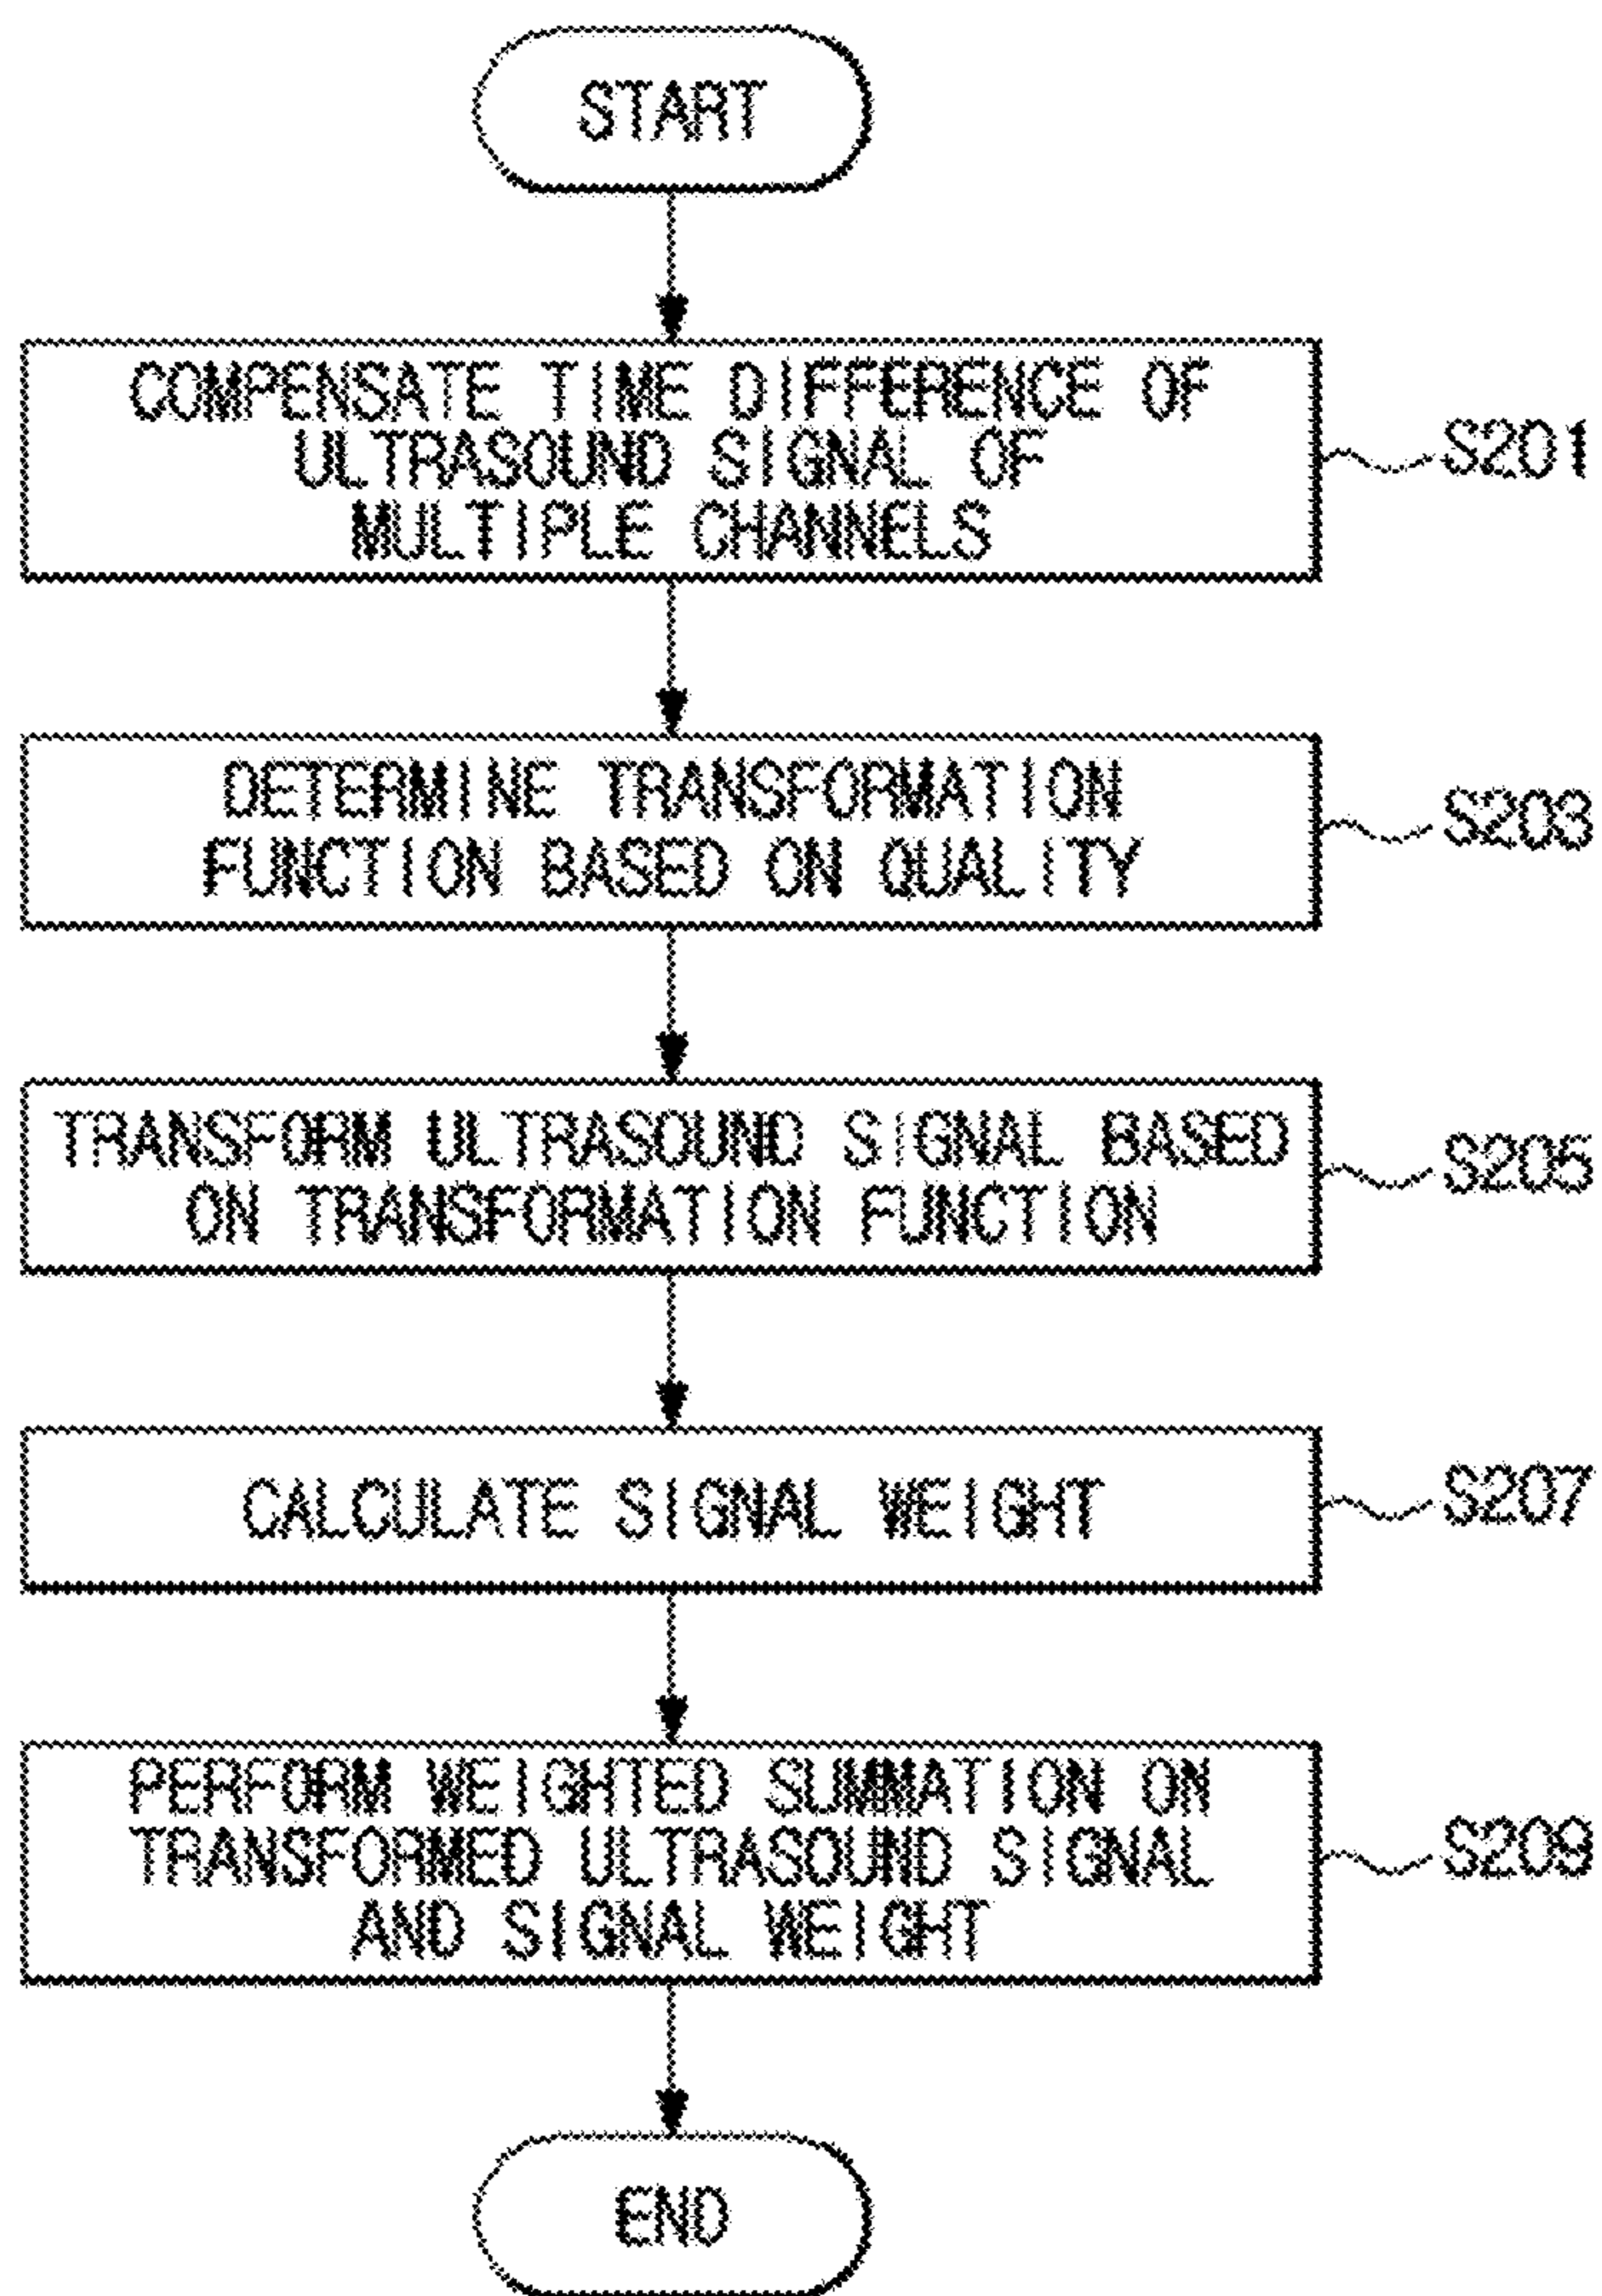 START
COMPENSATE TIME DIFFERENCE OF
ULTRASOUND SIGNAL OF
MULTIPLE CHANNELS
S201
DETERMINE TRANSFORMATION
FUNCTION BASED ON QUALITY
S203
TRANSFORM ULTRASOUND SIGNAL BASED
ON TRANSFORMATION FUNCTION
S205
CALCULATE SIGNAL WEIGHT
S207
PERFORM WEIGHTED SUMMATION ON
TRANSFORMED ULTRASOUND SIGNAL
AND SIGNAL WEIGHT
S209
END